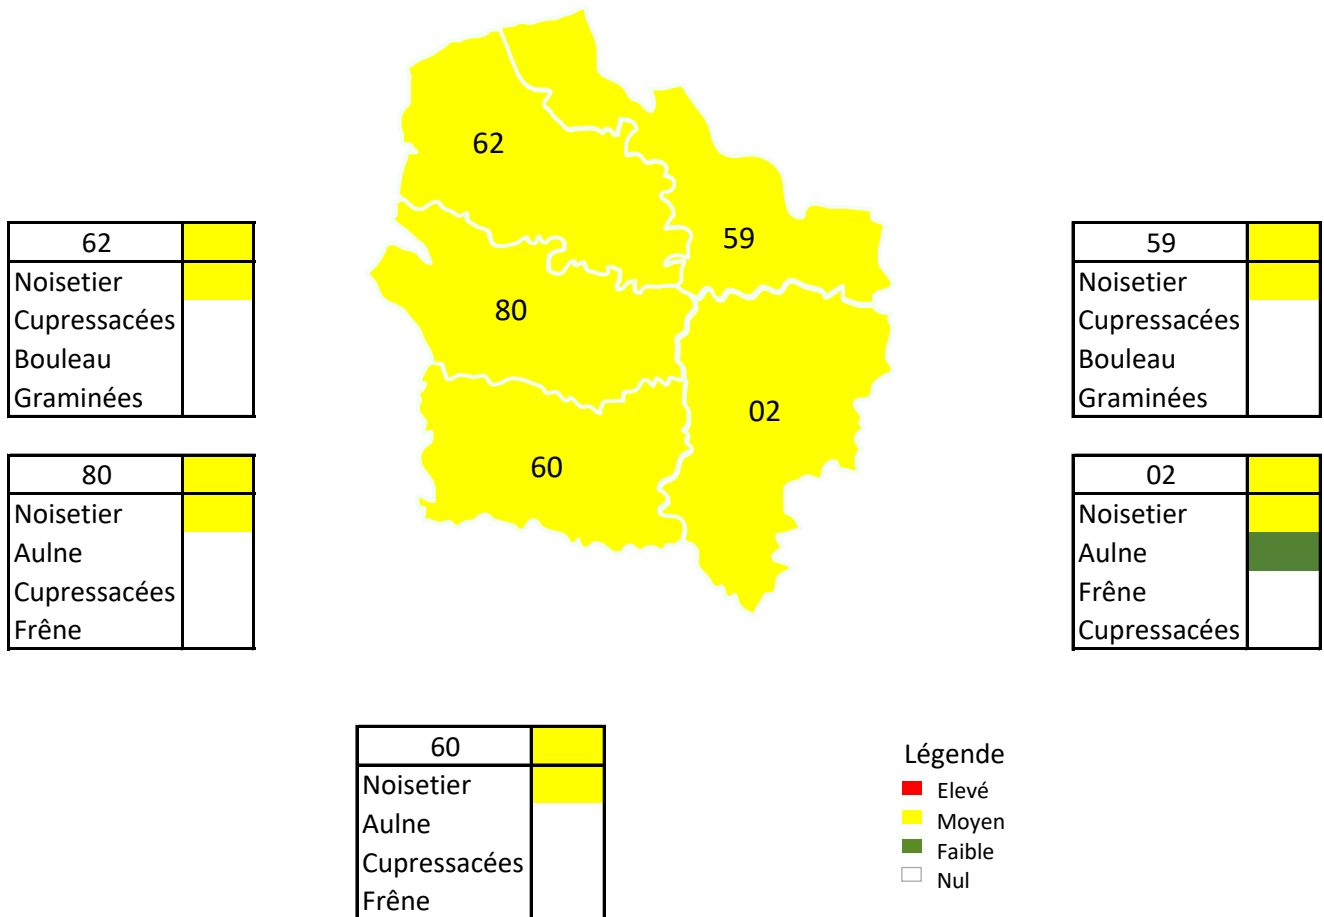 62
59
80
02
60
62
Noisetier
Cupressacées
Bouleau
Graminées
59
Noisetier
Cupressacées
Bouleau
Graminées
80
Noisetier
Aulne
Cupressacées
Frêne
02
Noisetier
Aulne
Frêne
Cupressacées
60
Noisetier
Aulne
Cupressacées
Frêne
Légende
Elevé
Moyen
Faible
Nul